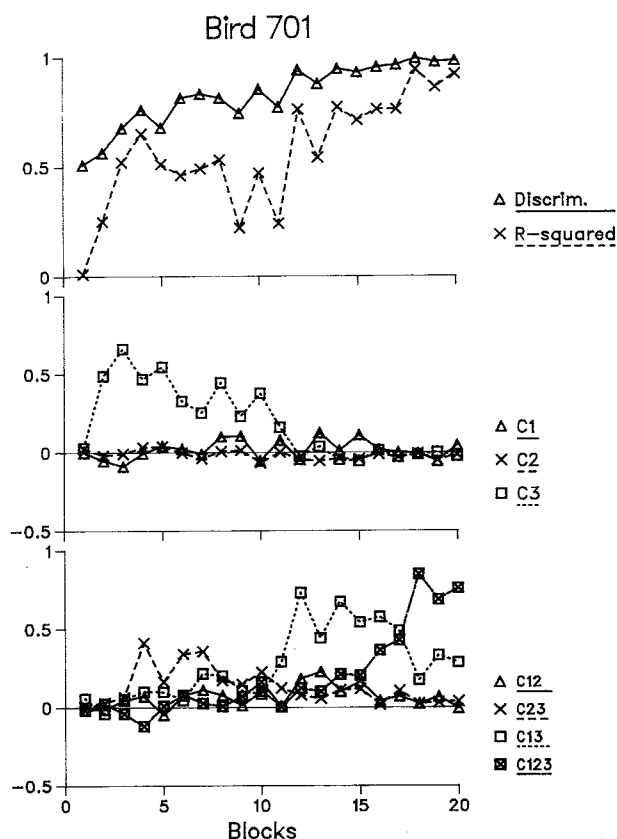 Bird 701
1
0.5
0
△ Discrim.
× R-squared
1
0.5
0
-0.5
△ C1
× C2
□ C3
1
0.5
0
-0.5
0 5 10 15 20
Blocks
△ C12
× C23
□ C13
⊠ C123